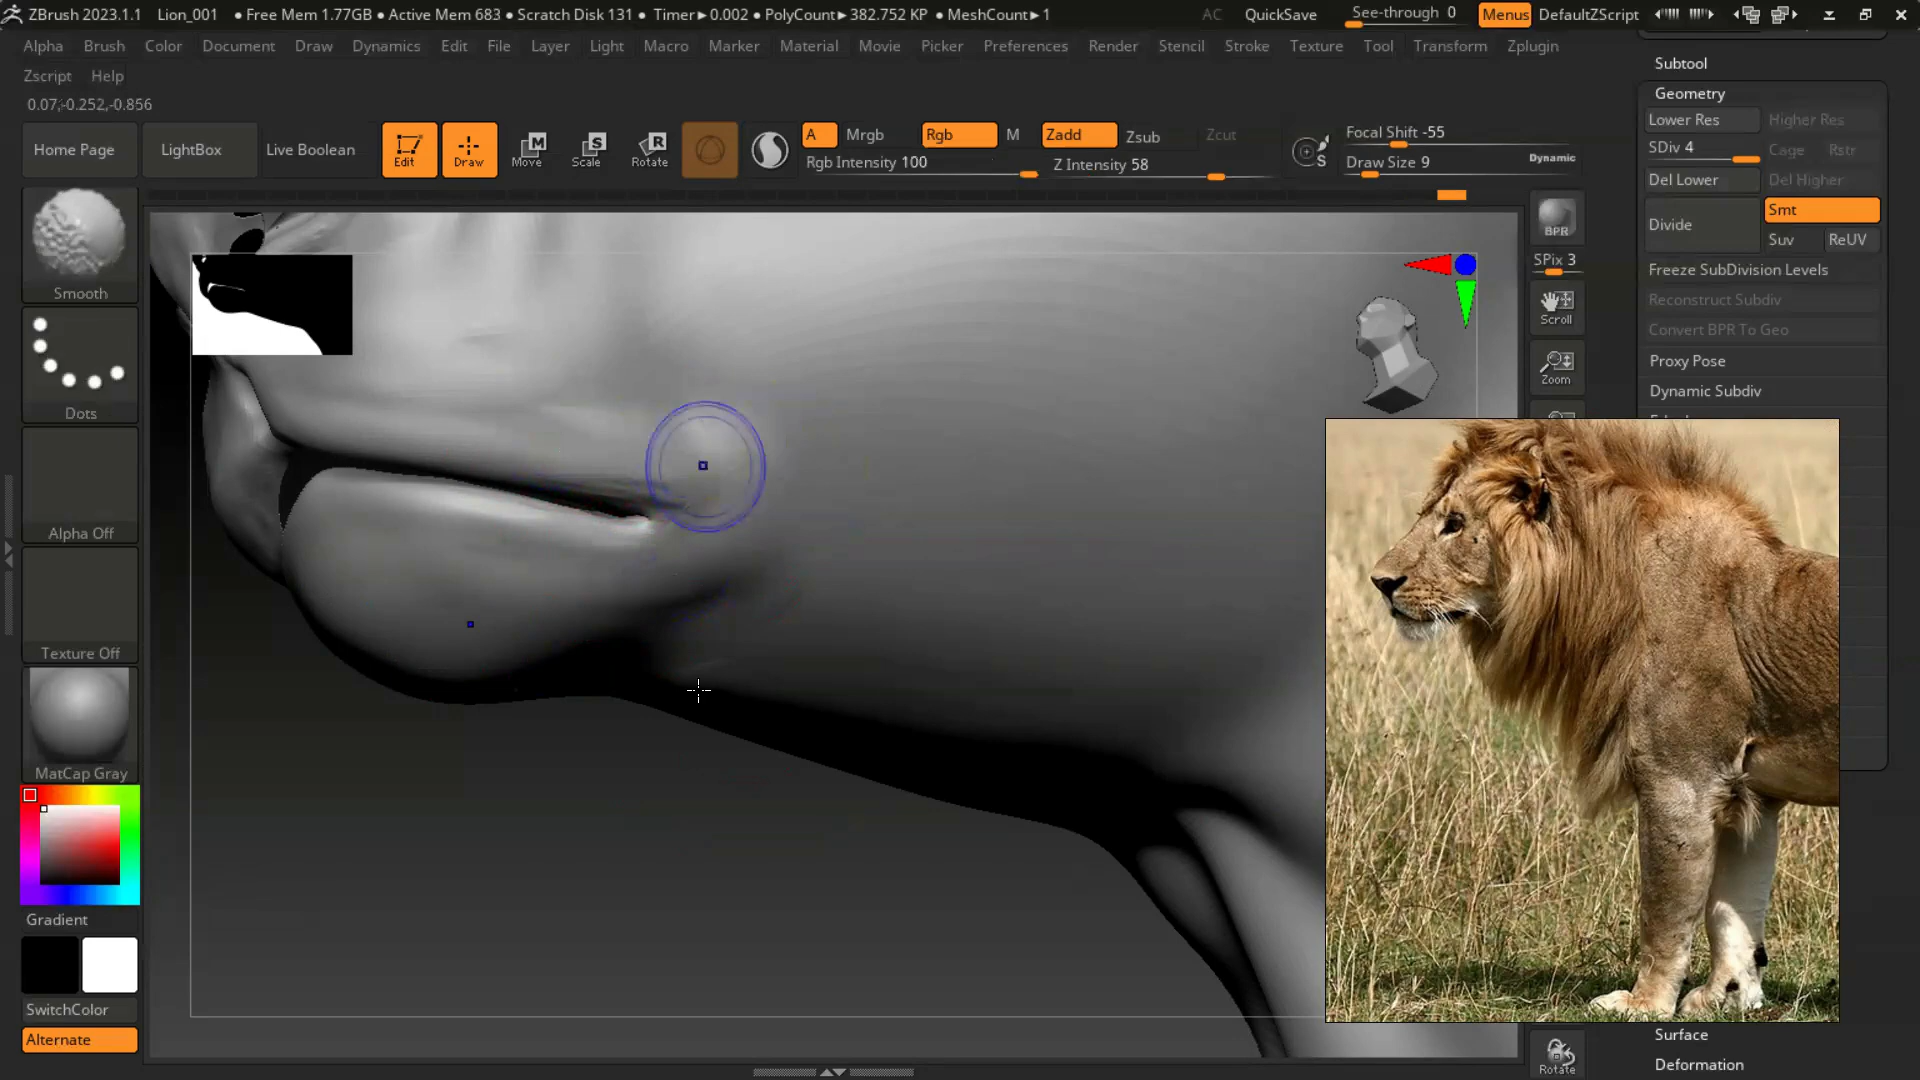 ZBrush 2023.1.1 Lion_001 ● Free Mem 1.77GB ● Active Mem 683 ● Scratch Disk 131 ● Timer►0.002 ● PolyCount►382.752 KP ● MeshCount►1 AC QuickSave See-through 0 Menus DefaultZScript
Alpha Brush Color Document Draw Dynamics Edit File Layer Light Macro Marker Material Movie Picker Preferences Render Stencil Stroke Texture Tool Transform Zplugin
Zscript Help
0.07,-0.252,-0.856
Home Page LightBox Live Boolean Edit Draw Move Scale Rotate
A Mrgb Rgb M Zadd Zsub Zcut
Rgb Intensity 100 Z Intensity 58
Focal Shift -55
Draw Size 9 Dynamic
Smooth
Dots
Alpha Off
Texture Off
MatCap Gray
Gradient
SwitchColor
Alternate
BPR
SPix 3
Scroll
Zoom
Rotate
Subtool
Geometry
Lower Res Higher Res
SDiv 4 Cage Rstr
Del Lower Del Higher
Divide Smt
Suv ReUV
Freeze SubDivision Levels
Reconstruct Subdiv
Convert BPR To Geo
Proxy Pose
Dynamic Subdiv
Surface
Deformation